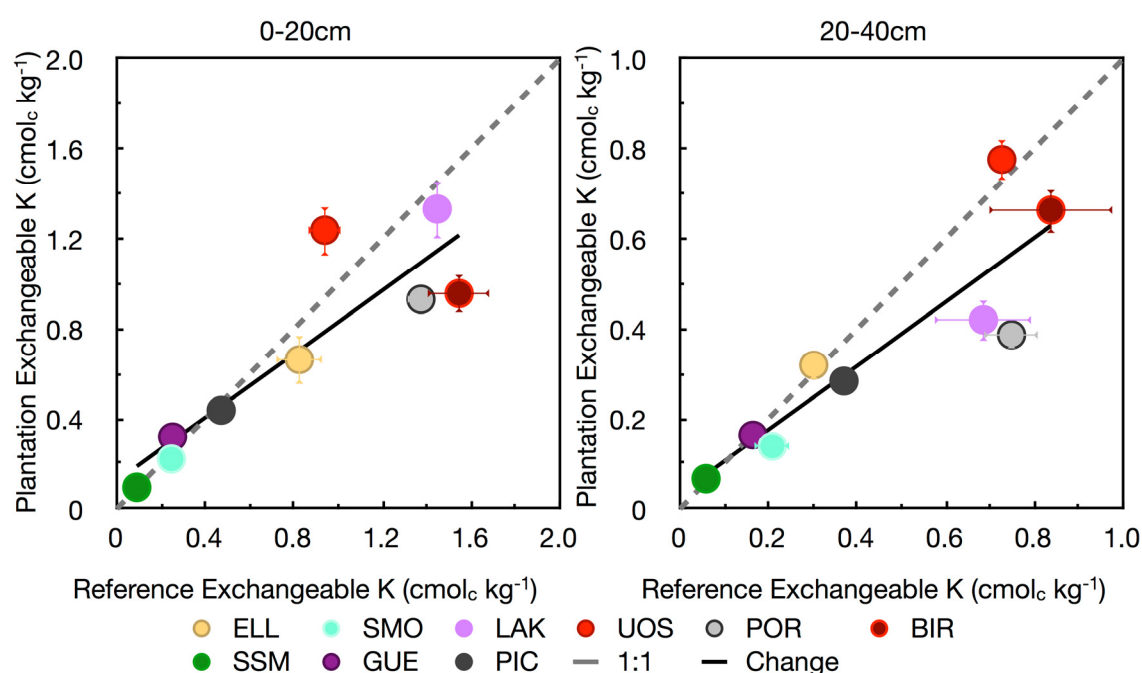 0-20cm
20-40cm
Plantation Exchangeable K (cmolc kg-1)
2.0
1.6
1.2
0.8
0.4
0
0 0.4 0.8 1.2 1.6 2.0
Reference Exchangeable K (cmolc kg-1)
Plantation Exchangeable K (cmolc kg-1)
1.0
0.8
0.6
0.4
0.2
0
0 0.2 0.4 0.6 0.8 1.0
Reference Exchangeable K (cmolc kg-1)
ELL SMO LAK UOS POR BIR
SSM GUE PIC 1:1 Change